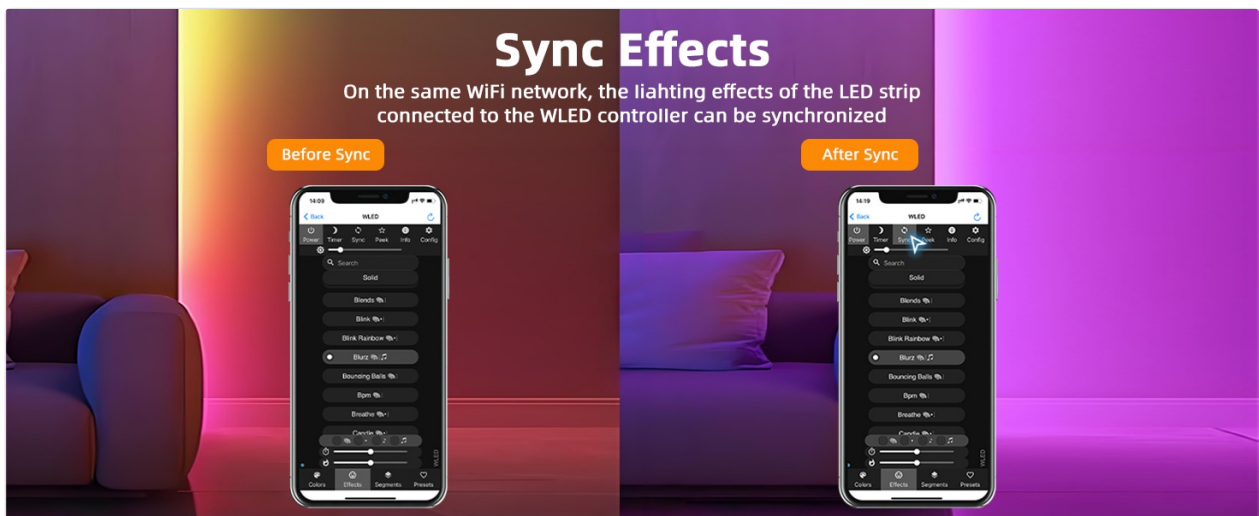 Sync Effects
On the same WiFi network, the Iiahting effects of the LED strip
connected to the WLED controller can be synchronized
Before Sync
After Sync
14:09
Back
WLED
Power
Timer
Sync
Peek
Info
Config
Search
Solid
Blends
Blink
Blink Rainbow
Blurz
Bouncing Balls
Bpm
Breathe
Candle
WLED
Colors
Effects
Segments
Presets
14:19
Back
WLED
Power
Timer
Sync
Peek
Info
Config
Search
Solid
Blends
Blink
Blink Rainbow
Blurz
Bouncing Balls
Bpm
Breathe
Candle
WLED
Colors
Effects
Segments
Presets